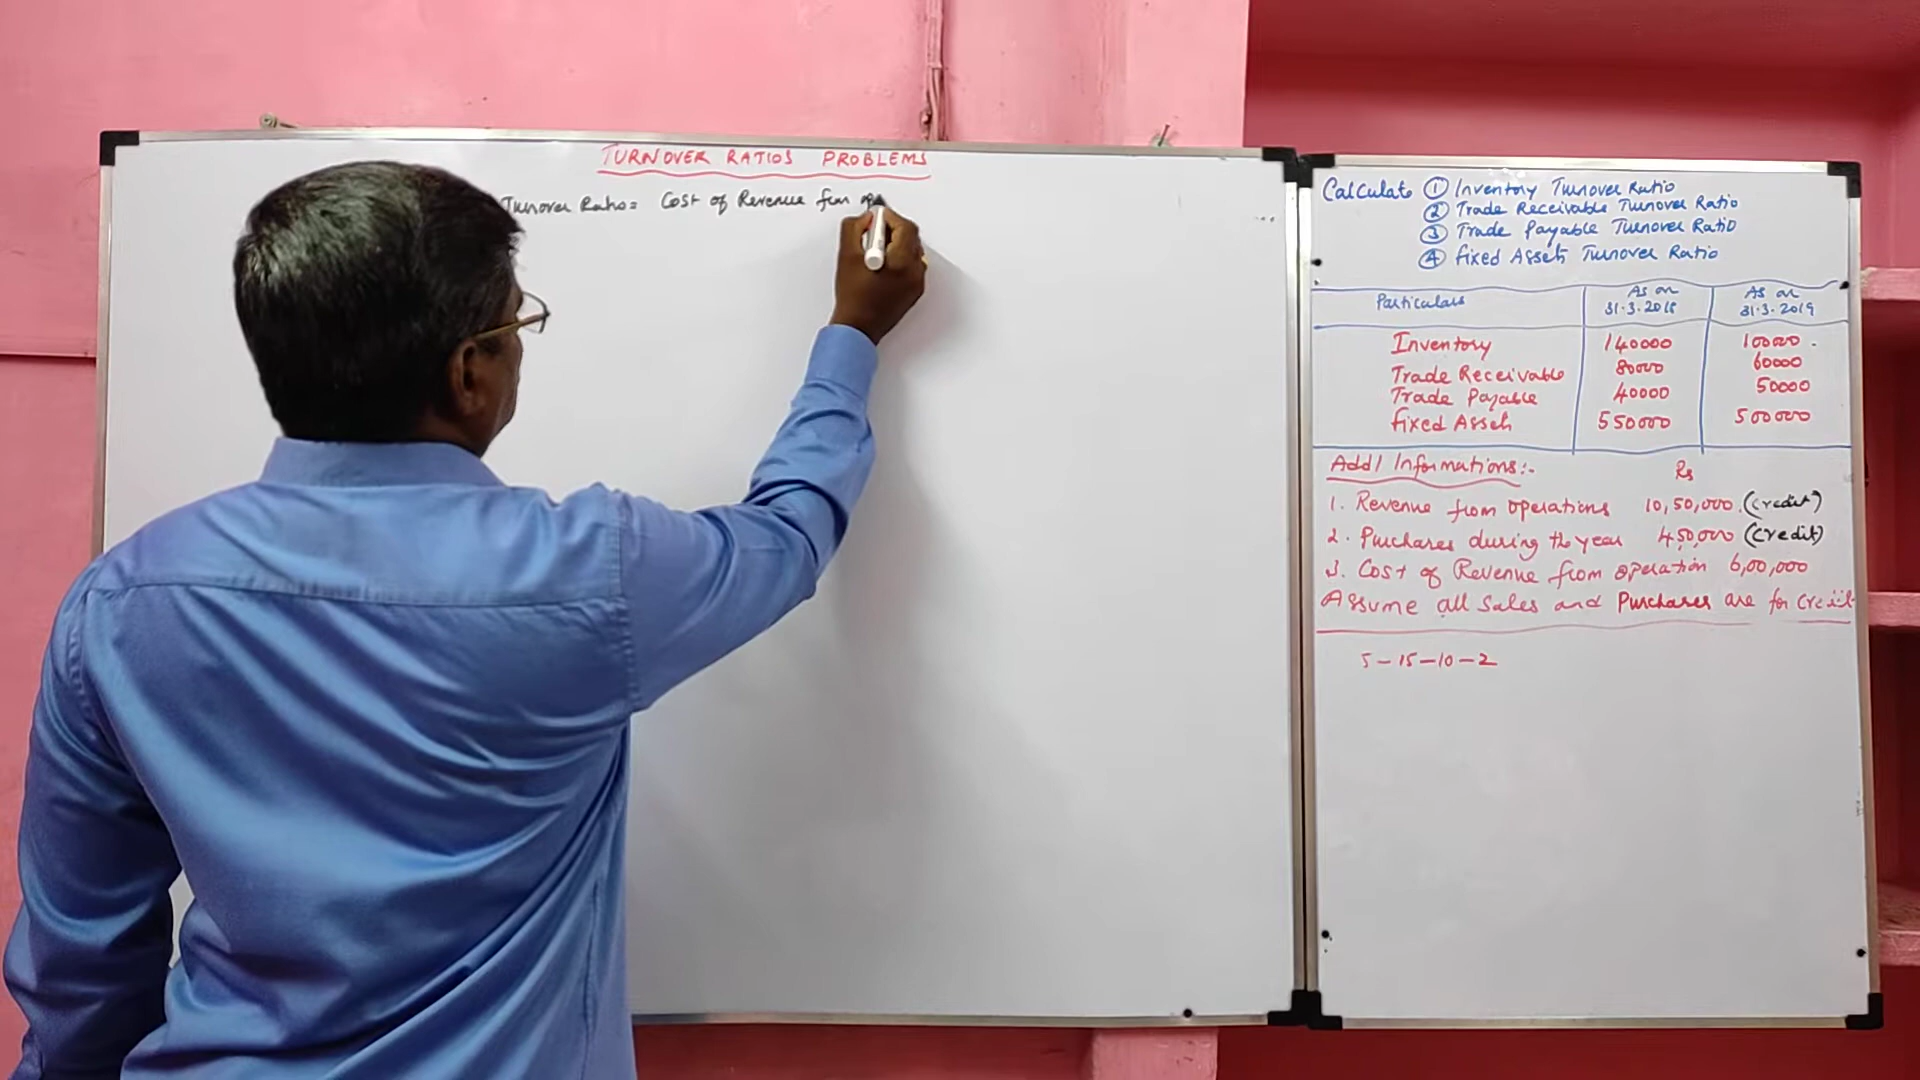 TURNOVER RATIOS PROBLEMS
Turnover Ratio = Cost of Revenue from op
Calculate ① Inventory Turnover Ratio
② Trade Receivable Turnover Ratio
③ Trade Payable Turnover Ratio
④ Fixed Assets Turnover Ratio
Particulars As on 31.3.2018 As on 31.3.2019
Inventory 140000 100000
Trade Receivable 80000 60000
Trade Payable 40000 50000
Fixed Assets 550000 500000
Addl Informations:- Rs
1. Revenue from operations 10,50,000 (credit)
2. Purchases during the year 4,50,000 (credit)
3. Cost of Revenue from operation 6,00,000
Assume all Sales and Purchases are for Credit
5-15-10-2